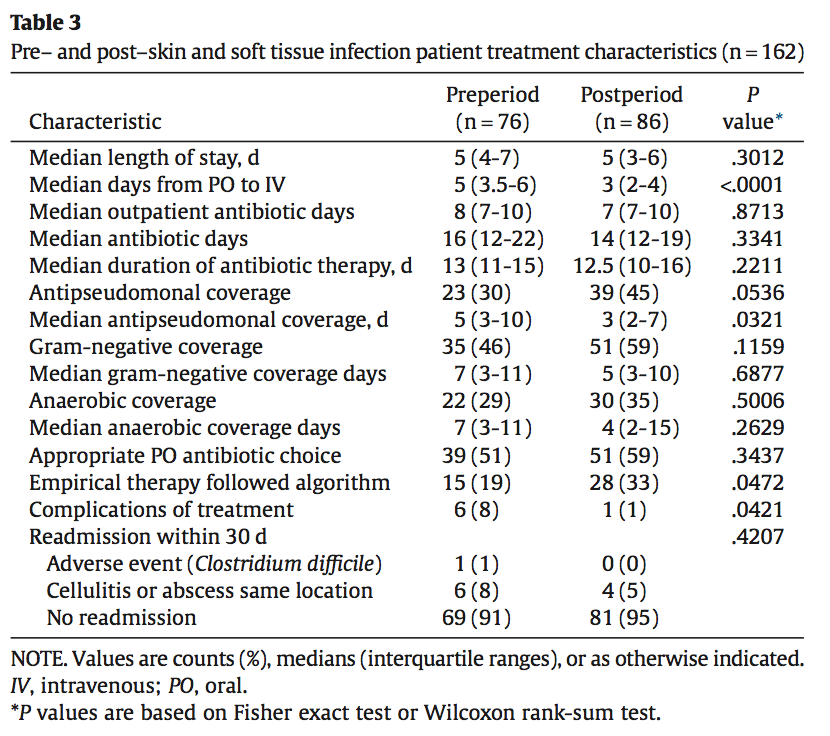 Table 3
Pre– and post–skin and soft tissue infection patient treatment characteristics (n = 162)
Preperiod Postperiod P
Characteristic (n = 76) (n = 86) value*
Median length of stay, d 5 (4-7) 5 (3-6) .3012
Median days from PO to IV 5 (3.5-6) 3 (2-4) <.0001
Median outpatient antibiotic days 8 (7-10) 7 (7-10) .8713
Median antibiotic days 16 (12-22) 14 (12-19) .3341
Median duration of antibiotic therapy, d 13 (11-15) 12.5 (10-16) .2211
Antipseudomonal coverage 23 (30) 39 (45) .0536
Median antipseudomonal coverage, d 5 (3-10) 3 (2-7) .0321
Gram-negative coverage 35 (46) 51 (59) .1159
Median gram-negative coverage days 7 (3-11) 5 (3-10) .6877
Anaerobic coverage 22 (29) 30 (35) .5006
Median anaerobic coverage days 7 (3-11) 4 (2-15) .2629
Appropriate PO antibiotic choice 39 (51) 51 (59) .3437
Empirical therapy followed algorithm 15 (19) 28 (33) .0472
Complications of treatment 6 (8) 1 (1) .0421
Readmission within 30 d .4207
Adverse event (Clostridium difficile) 1 (1) 0 (0)
Cellulitis or abscess same location 6 (8) 4 (5)
No readmission 69 (91) 81 (95)
NOTE. Values are counts (%), medians (interquartile ranges), or as otherwise indicated.
IV, intravenous; PO, oral.
*P values are based on Fisher exact test or Wilcoxon rank-sum test.